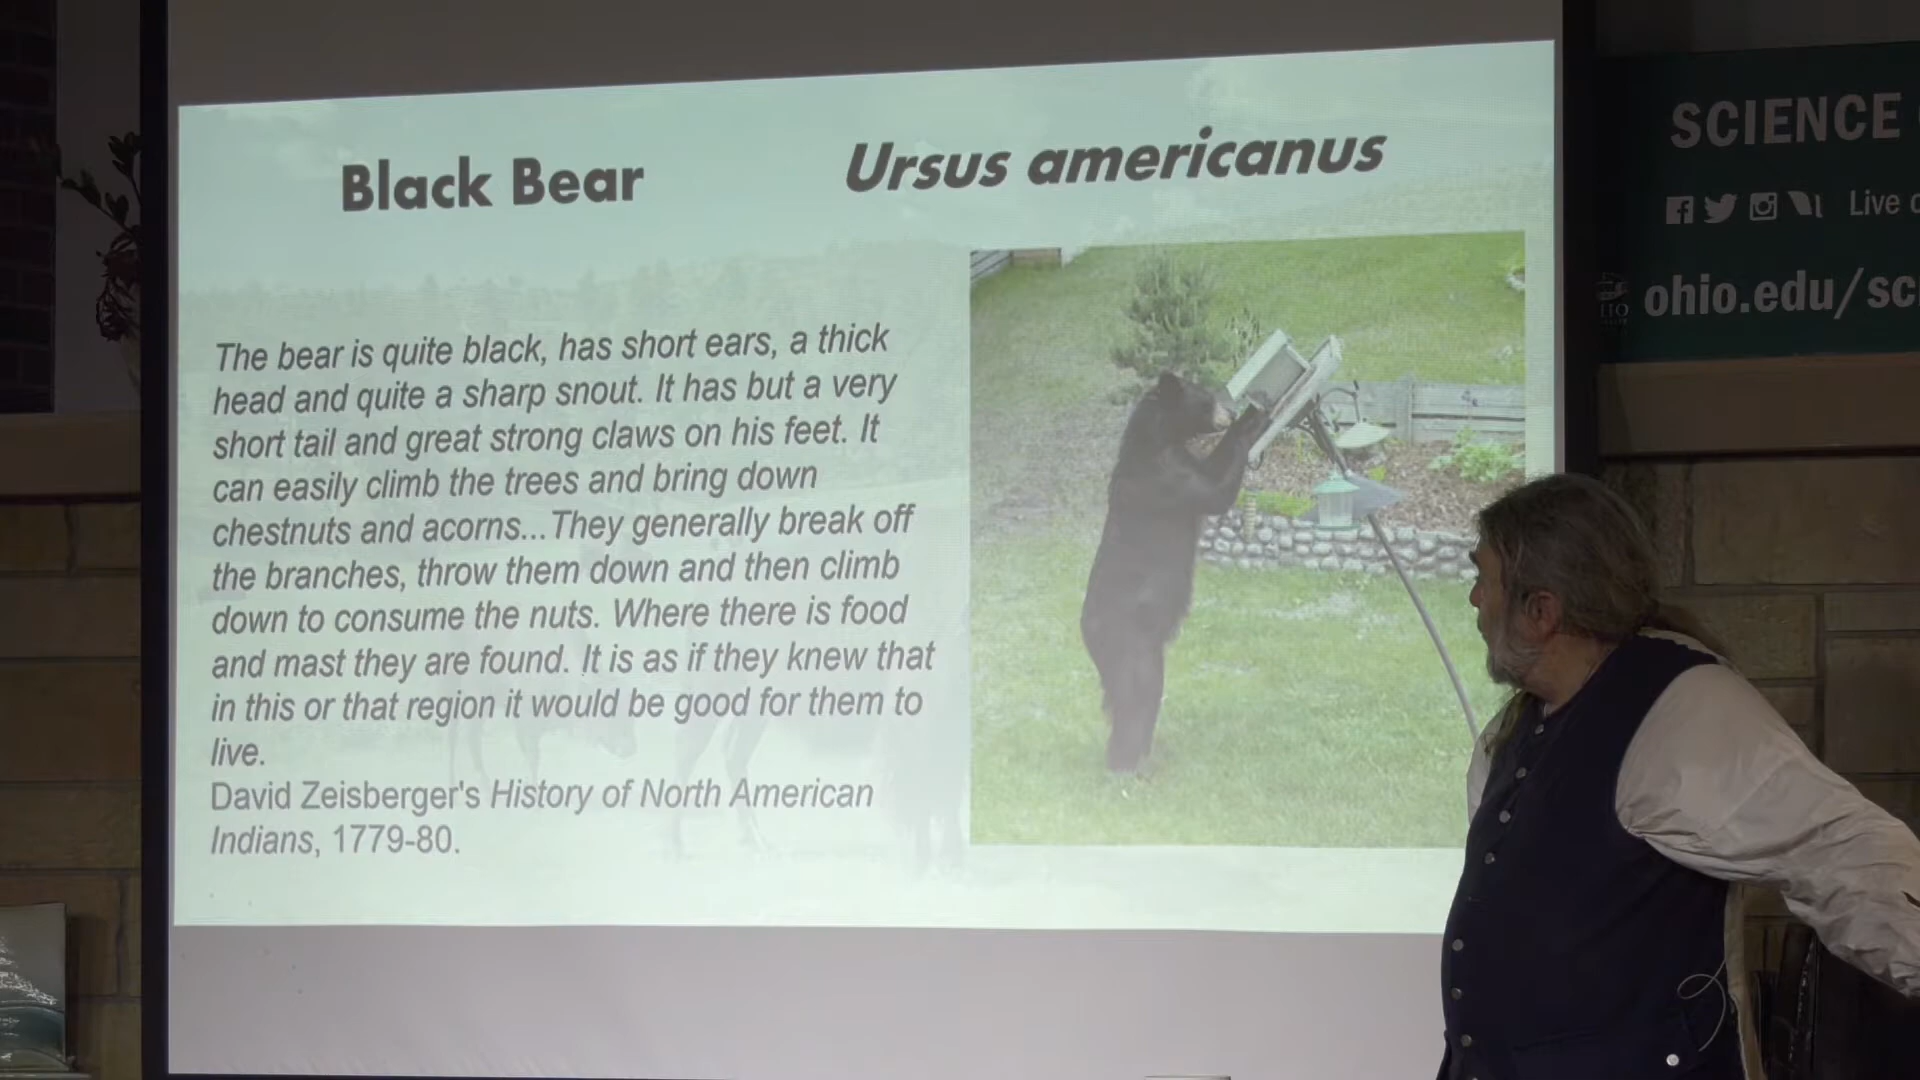 Black Bear
Ursus americanus
The bear is quite black, has short ears, a thick
head and quite a sharp snout. It has but a very
short tail and great strong claws on his feet. It
can easily climb the trees and bring down
chestnuts and acorns...They generally break off
the branches, throw them down and then climb
down to consume the nuts. Where there is food
and mast they are found. It is as if they knew that
in this or that region it would be good for them to
live.
David Zeisberger's History of North American
Indians, 1779-80.
SCIENCE
Live
ohio.edu/sc